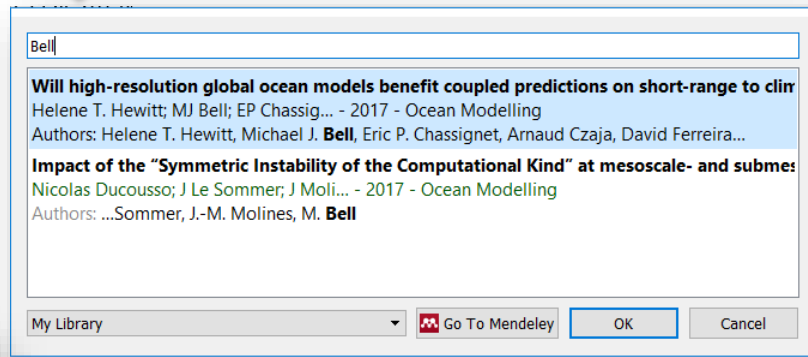 Bell
Will high-resolution global ocean models benefit coupled predictions on short-range to clim
Helene T. Hewitt; MJ Bell; EP Chassig... - 2017 - Ocean Modelling
Authors: Helene T. Hewitt, Michael J. Bell, Eric P. Chassignet, Arnaud Czaja, David Ferreira...
Impact of the “Symmetric Instability of the Computational Kind” at mesoscale- and submes
Nicolas Ducousso; J Le Sommer; J Moli... - 2017 - Ocean Modelling
Authors: ...Sommer, J.-M. Molines, M. Bell
My Library Go To Mendeley OK Cancel